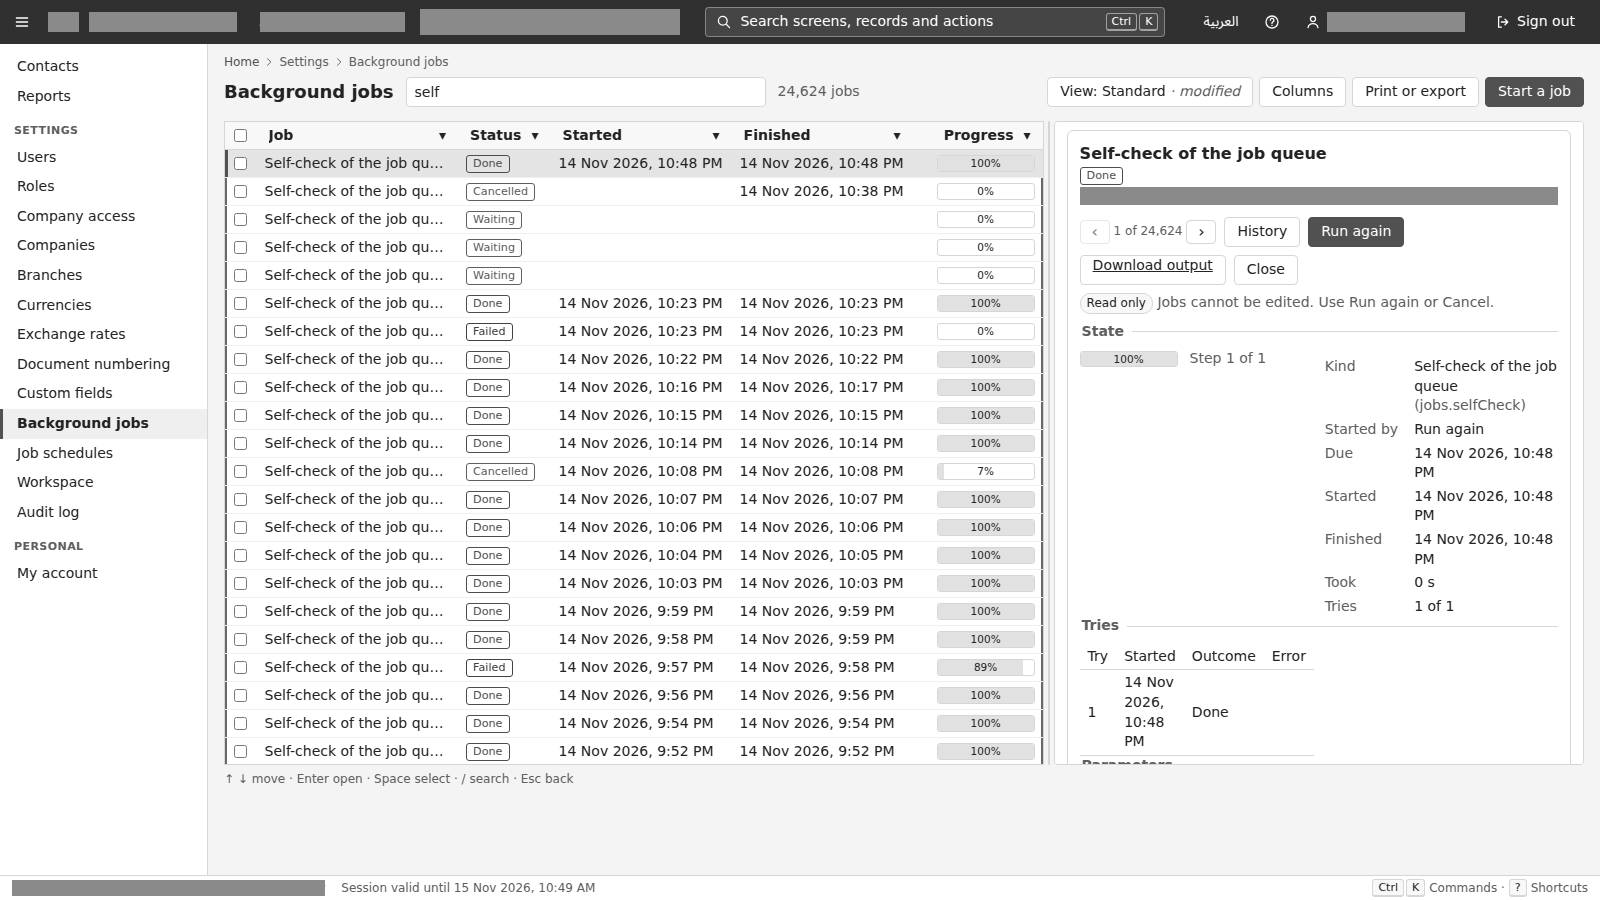 Search screens, records and actions Ctrl K العربية Sign out
Contacts
Reports
SETTINGS
Users
Roles
Company access
Companies
Branches
Currencies
Exchange rates
Document numbering
Custom fields
Background jobs
Job schedules
Workspace
Audit log
PERSONAL
My account
Home > Settings > Background jobs
Background jobs self 24,624 jobs View: Standard · modified Columns Print or export Start a job
Job ▼ Status ▼ Started ▼ Finished ▼ Progress ▼
Self-check of the job qu… Done 14 Nov 2026, 10:48 PM 14 Nov 2026, 10:48 PM 100%
Self-check of the job qu… Cancelled 14 Nov 2026, 10:38 PM 0%
Self-check of the job qu… Waiting 0%
Self-check of the job qu… Waiting 0%
Self-check of the job qu… Waiting 0%
Self-check of the job qu… Done 14 Nov 2026, 10:23 PM 14 Nov 2026, 10:23 PM 100%
Self-check of the job qu… Failed 14 Nov 2026, 10:23 PM 14 Nov 2026, 10:23 PM 0%
Self-check of the job qu… Done 14 Nov 2026, 10:22 PM 14 Nov 2026, 10:22 PM 100%
Self-check of the job qu… Done 14 Nov 2026, 10:16 PM 14 Nov 2026, 10:17 PM 100%
Self-check of the job qu… Done 14 Nov 2026, 10:15 PM 14 Nov 2026, 10:15 PM 100%
Self-check of the job qu… Done 14 Nov 2026, 10:14 PM 14 Nov 2026, 10:14 PM 100%
Self-check of the job qu… Cancelled 14 Nov 2026, 10:08 PM 14 Nov 2026, 10:08 PM 7%
Self-check of the job qu… Done 14 Nov 2026, 10:07 PM 14 Nov 2026, 10:07 PM 100%
Self-check of the job qu… Done 14 Nov 2026, 10:06 PM 14 Nov 2026, 10:06 PM 100%
Self-check of the job qu… Done 14 Nov 2026, 10:04 PM 14 Nov 2026, 10:05 PM 100%
Self-check of the job qu… Done 14 Nov 2026, 10:03 PM 14 Nov 2026, 10:03 PM 100%
Self-check of the job qu… Done 14 Nov 2026, 9:59 PM 14 Nov 2026, 9:59 PM 100%
Self-check of the job qu… Done 14 Nov 2026, 9:58 PM 14 Nov 2026, 9:59 PM 100%
Self-check of the job qu… Failed 14 Nov 2026, 9:57 PM 14 Nov 2026, 9:58 PM 89%
Self-check of the job qu… Done 14 Nov 2026, 9:56 PM 14 Nov 2026, 9:56 PM 100%
Self-check of the job qu… Done 14 Nov 2026, 9:54 PM 14 Nov 2026, 9:54 PM 100%
Self-check of the job qu… Done 14 Nov 2026, 9:52 PM 14 Nov 2026, 9:52 PM 100%
↑ ↓ move · Enter open · Space select · / search · Esc back
Self-check of the job queue
Done
‹ 1 of 24,624 › History Run again
Download output Close
Read only Jobs cannot be edited. Use Run again or Cancel.
State
100% Step 1 of 1
Kind Self-check of the job
queue
(jobs.selfCheck)
Started by Run again
Due 14 Nov 2026, 10:48
PM
Started 14 Nov 2026, 10:48
PM
Finished 14 Nov 2026, 10:48
PM
Took 0 s
Tries 1 of 1
Tries
Try Started Outcome Error
1 14 Nov
2026,
10:48
PM Done
Parameters
Session valid until 15 Nov 2026, 10:49 AM
Ctrl K Commands · ? Shortcuts